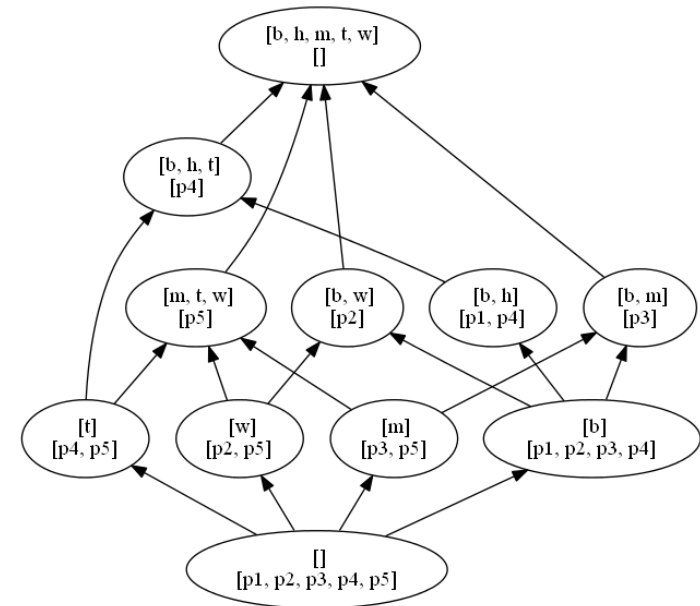 [b, h, m, t, w]
[]
[b, h, t]
[p4]
[m, t, w]
[p5]
[b, w]
[p2]
[b, h]
[p1, p4]
[b, m]
[p3]
[t]
[p4, p5]
[w]
[p2, p5]
[m]
[p3, p5]
[b]
[p1, p2, p3, p4]
[]
[p1, p2, p3, p4, p5]